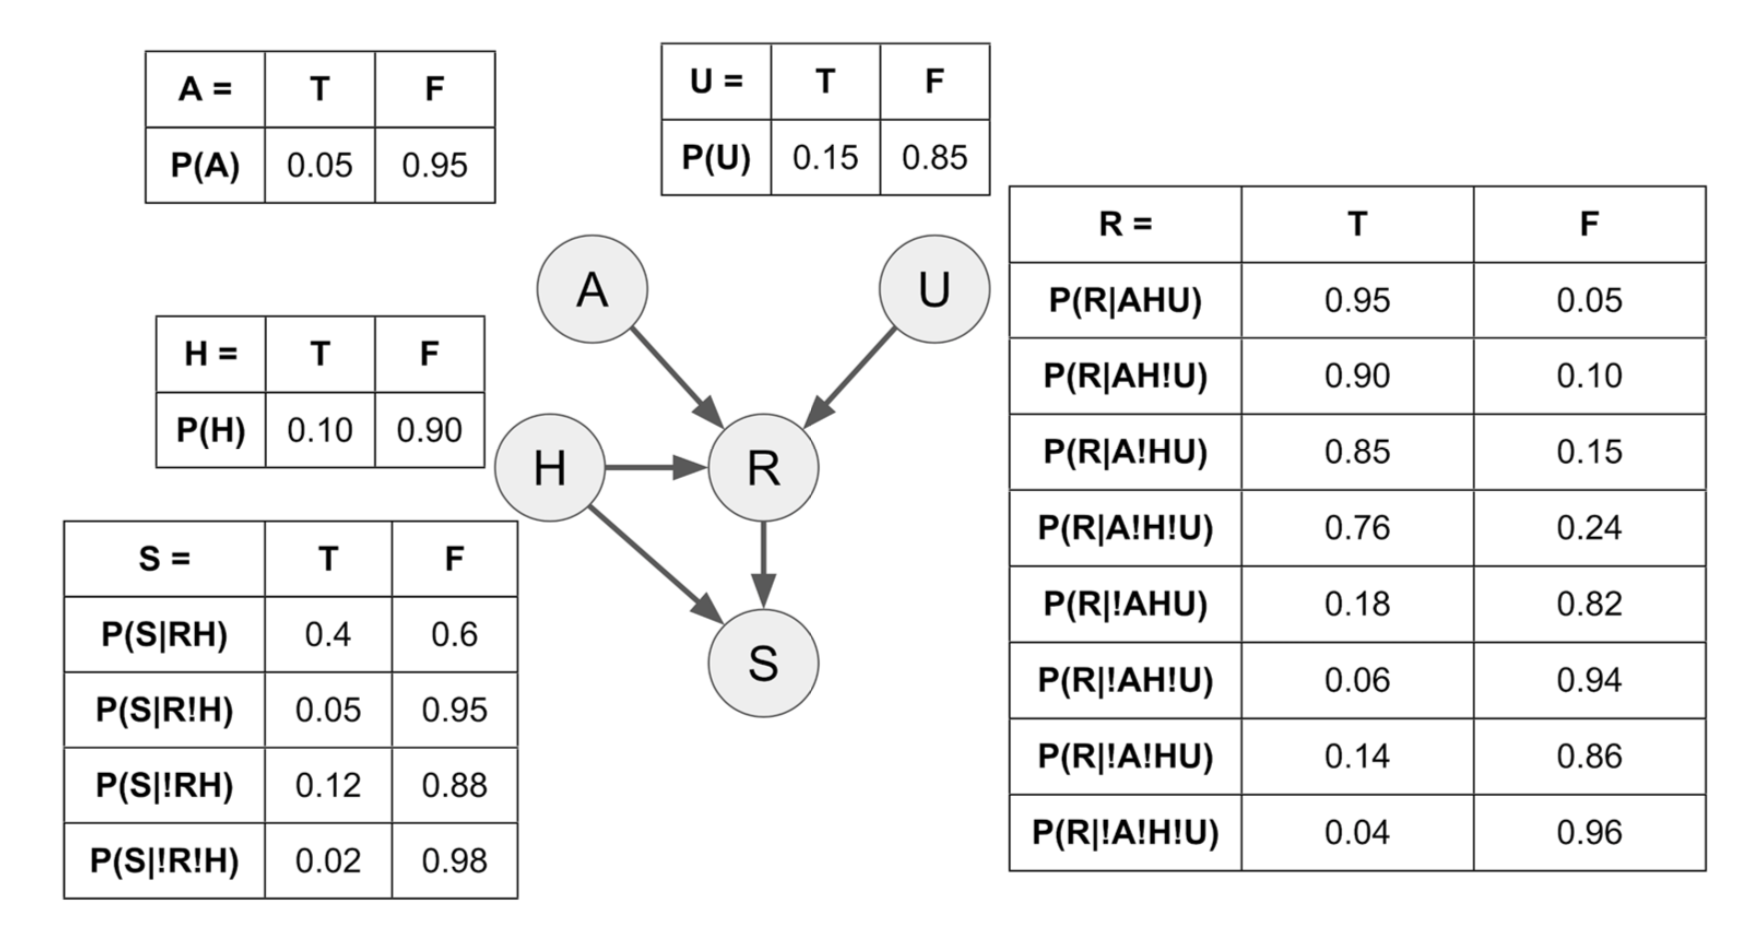 A = T F
P(A) 0.05 0.95
U = T F
P(U) 0.15 0.85
H = T F
P(H) 0.10 0.90
A
U
H
R
S
S = T F
P(S|RH) 0.4 0.6
P(S|R!H) 0.05 0.95
P(S|!RH) 0.12 0.88
P(S|!R!H) 0.02 0.98
R = T F
P(R|AHU) 0.95 0.05
P(R|AH!U) 0.90 0.10
P(R|A!HU) 0.85 0.15
P(R|A!H!U) 0.76 0.24
P(R|!AHU) 0.18 0.82
P(R|!AH!U) 0.06 0.94
P(R|!A!HU) 0.14 0.86
P(R|!A!H!U) 0.04 0.96